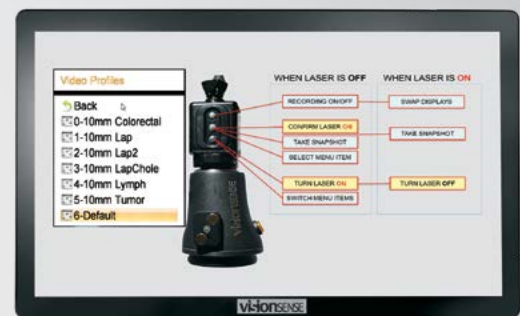 Video Profiles
Back
0-10mm Colorectal
1-10mm Lap
2-10mm Lap2
3-10mm LapChole
4-10mm Lymph
5-10mm Tumor
6-Default
VISIONSENSE
WHEN LASER IS OFF
RECORDING ON/OFF
CONFIRM LASER ON
TAKE SNAPSHOT
SELECT MENU ITEM
TURN LASER ON
SWITCH MENU ITEMS
WHEN LASER IS ON
SWAP DISPLAYS
TAKE SNAPSHOT
TURN LASER OFF
visionSENSE